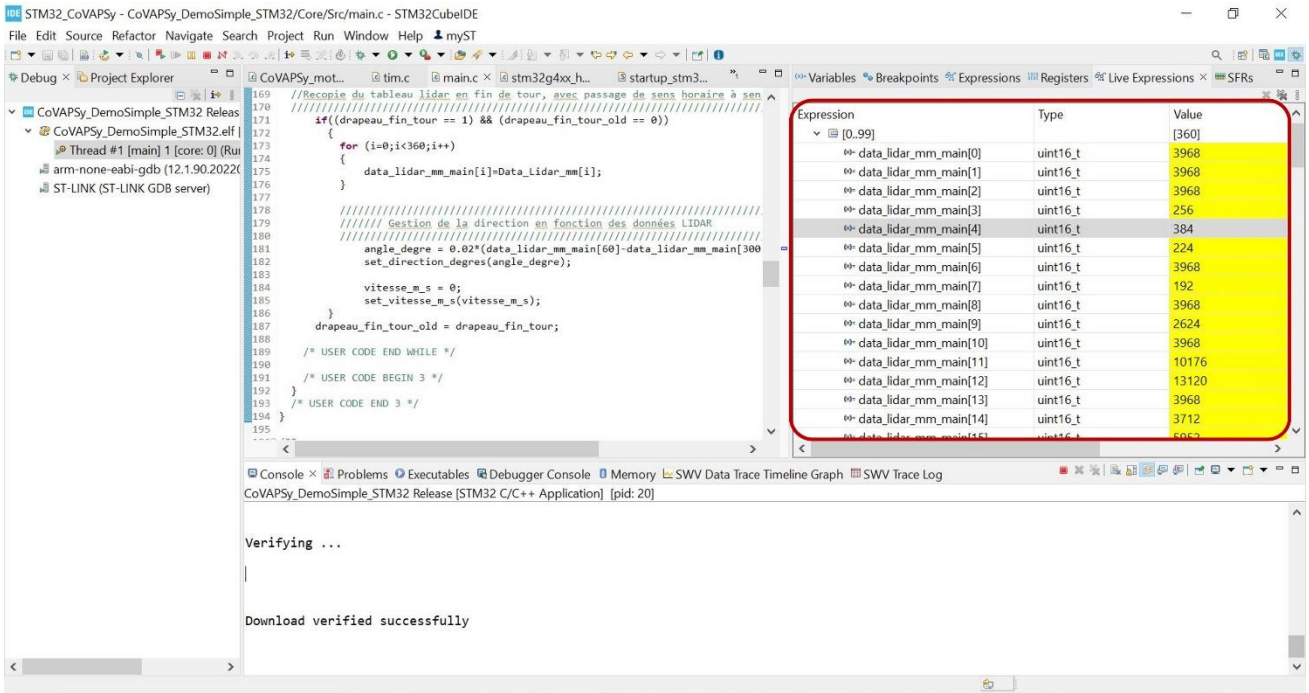 IDE STM32_CoVAPSy - CoVAPSy_DemoSimple_STM32/Core/Src/main.c - STM32CubeIDE
File Edit Source Refactor Navigate Search Project Run Window Help myST
Debug Project Explorer
CoVAPSy_DemoSimple_STM32 Releas
CoVAPSy_DemoSimple_STM32.elf [
Thread #1 [main] 1 [core: 0] (Ru
arm-none-eabi-gdb (12.1.90.20220
ST-LINK (ST-LINK GDB server)
CoVAPSy_mot... tim.c main.c stm32g4xx_h... startup_stm3...
169 //Recopie du tableau lidar en fin de tour, avec passage de sens horaire à sen
170 //////////////////////////////////////////////////////////////////////////////
171 if((drapeau_fin_tour == 1) && (drapeau_fin_tour_old == 0))
172 {
173 for (i=0;i<360;i++)
174 {
175 data_lidar_mm_main[i]=Data_Lidar_mm[i];
176 }
177
178 //////////////////////////////////////////////////////////////////////
179 /////// Gestion de la direction en fonction des données LIDAR
180 //////////////////////////////////////////////////////////////////////
181 angle_degre = 0.02*(data_lidar_mm_main[60]-data_lidar_mm_main[300
182 set_direction_degres(angle_degre);
183
184 vitesse_m_s = 0;
185 set_vitesse_m_s(vitesse_m_s);
186 }
187 drapeau_fin_tour_old = drapeau_fin_tour;
188
189 /* USER CODE END WHILE */
190
191 /* USER CODE BEGIN 3 */
192 }
193 /* USER CODE END 3 */
194 }
195
Variables Breakpoints Expressions Registers Live Expressions SFRs
Expression Type Value
[0..99] [360]
data_lidar_mm_main[0] uint16_t 3968
data_lidar_mm_main[1] uint16_t 3968
data_lidar_mm_main[2] uint16_t 3968
data_lidar_mm_main[3] uint16_t 256
data_lidar_mm_main[4] uint16_t 384
data_lidar_mm_main[5] uint16_t 224
data_lidar_mm_main[6] uint16_t 3968
data_lidar_mm_main[7] uint16_t 192
data_lidar_mm_main[8] uint16_t 3968
data_lidar_mm_main[9] uint16_t 2624
data_lidar_mm_main[10] uint16_t 3968
data_lidar_mm_main[11] uint16_t 10176
data_lidar_mm_main[12] uint16_t 13120
data_lidar_mm_main[13] uint16_t 3968
data_lidar_mm_main[14] uint16_t 3712
data_lidar_mm_main[15] uint16_t 5952
Console Problems Executables Debugger Console Memory SWV Data Trace Timeline Graph SWV Trace Log
CoVAPSy_DemoSimple_STM32 Release [STM32 C/C++ Application] [pid: 20]
Verifying ...
Download verified successfully